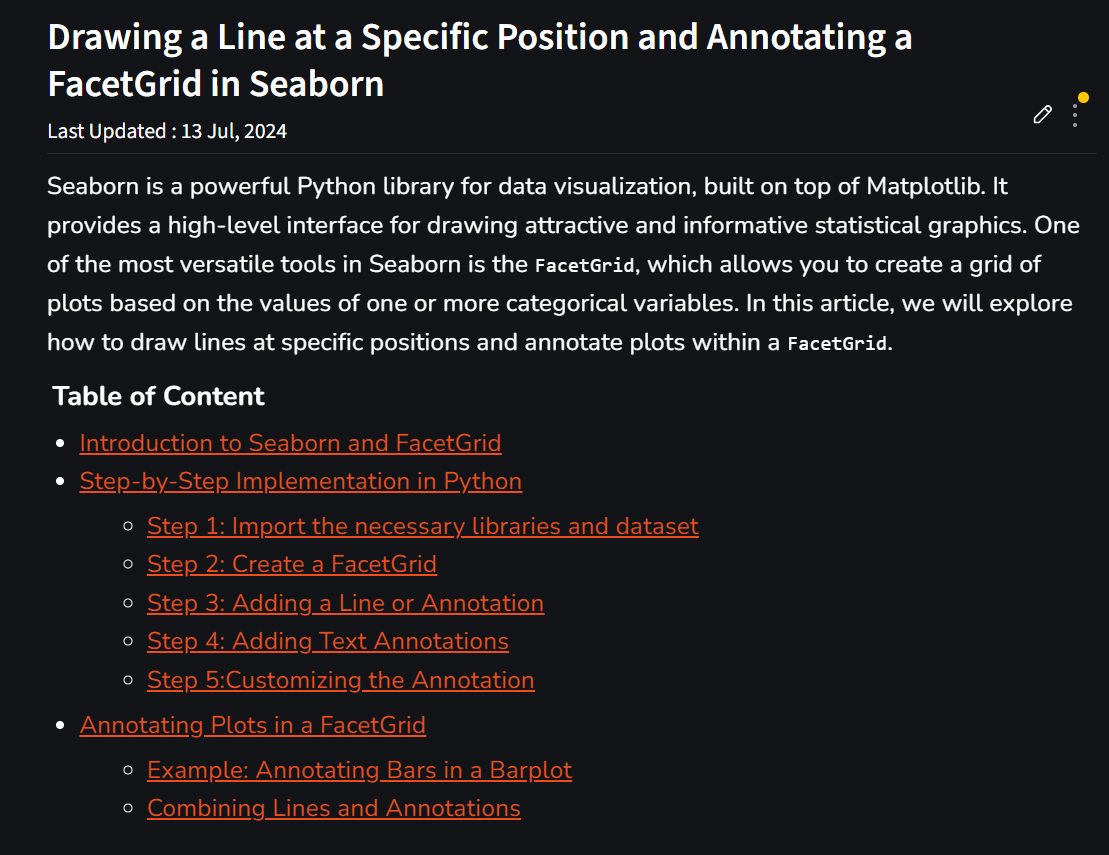 Drawing a Line at a Specific Position and Annotating a
FacetGrid in Seaborn
Last Updated : 13 Jul, 2024
Seaborn is a powerful Python library for data visualization, built on top of Matplotlib. It
provides a high-level interface for drawing attractive and informative statistical graphics. One
of the most versatile tools in Seaborn is the FacetGrid, which allows you to create a grid of
plots based on the values of one or more categorical variables. In this article, we will explore
how to draw lines at specific positions and annotate plots within a FacetGrid.
Table of Content
Introduction to Seaborn and FacetGrid
Step-by-Step Implementation in Python
Step 1: Import the necessary libraries and dataset
Step 2: Create a FacetGrid
Step 3: Adding a Line or Annotation
Step 4: Adding Text Annotations
Step 5:Customizing the Annotation
Annotating Plots in a FacetGrid
Example: Annotating Bars in a Barplot
Combining Lines and Annotations